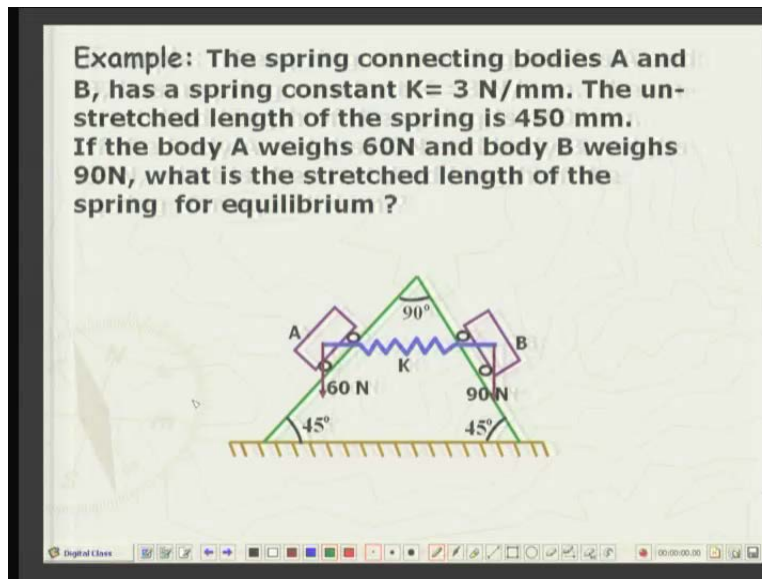 Example: The spring connecting bodies A and
B, has a spring constant K= 3 N/mm. The un-
stretched length of the spring is 450 mm.
If the body A weighs 60N and body B weighs
90N, what is the stretched length of the
spring for equilibrium ?
90°
A
B
K
60 N
90 N
45°
45°
Digital Class
00:00:00.00